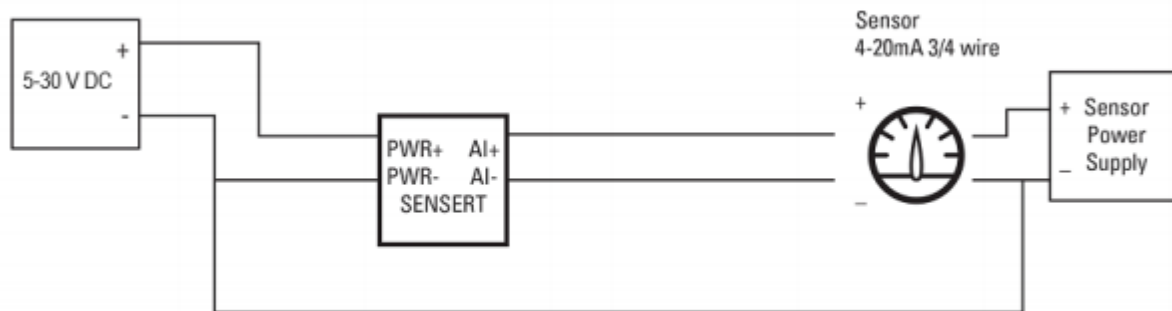 Sensor
4-20mA 3/4 wire
+
5-30 V DC
-
PWR+ AI+
PWR- AI-
SENSERT
+
_
+ Sensor
Power
_ Supply